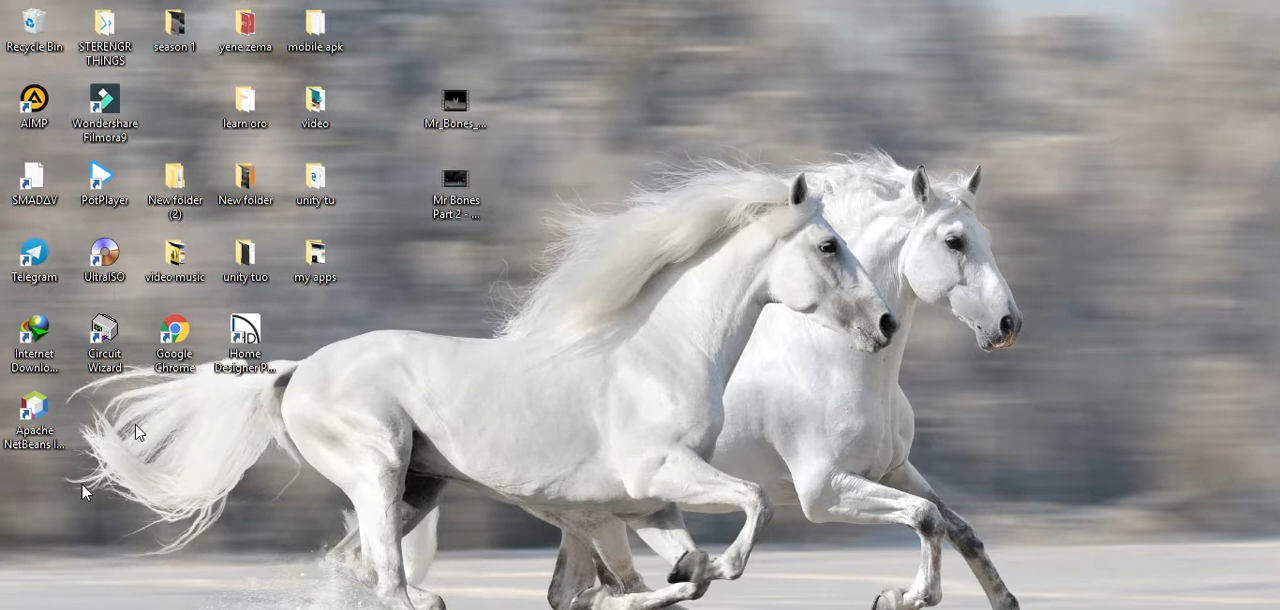 Recycle Bin
STERENGR
THINGS
season 1
yene zema
mobile apk
AIMP
Wondershare
Filmora9
learn oro
video
Mr_Bones_...
SMADAV
PotPlayer
New folder
(2)
New folder
unity tu
Mr Bones
Part 2 - ...
Telegram
UltraISO
video music
unity tuo
my apps
Internet
Downlo...
Circuit
Wizard
Google
Chrome
Home
Designer P...
Apache
NetBeans I...